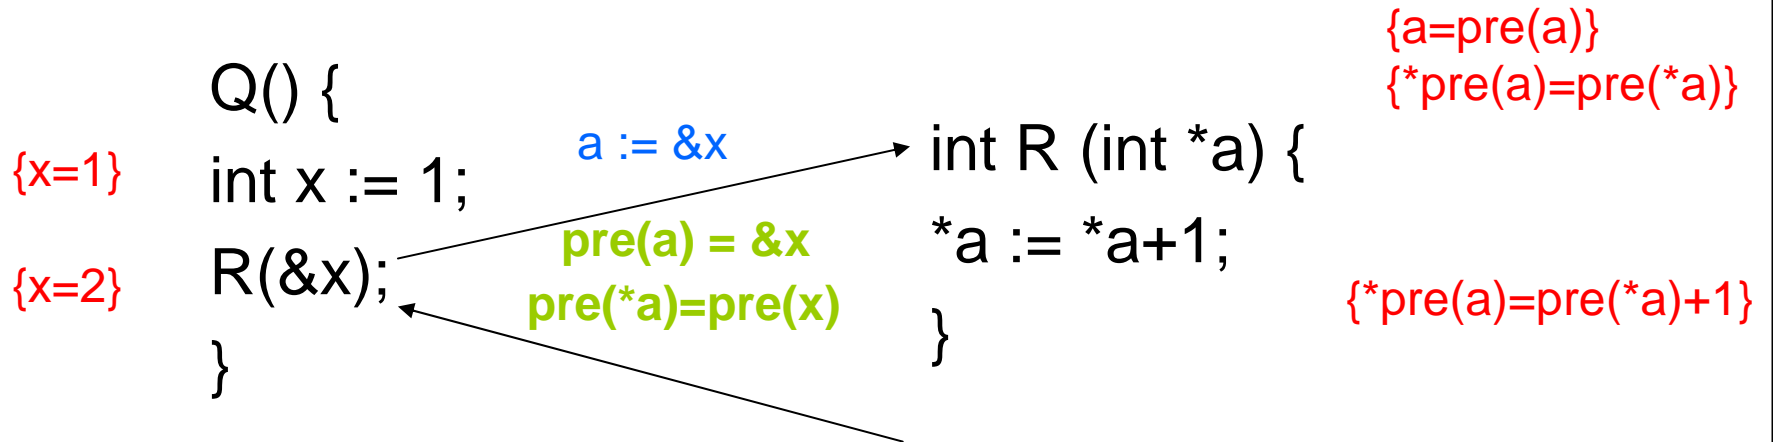 Q() {
{x=1}
int x := 1;
{x=2}
R(&x);
}
a := &x
pre(a) = &x
pre(*a)=pre(x)
{a=pre(a)}
{*pre(a)=pre(*a)}
int R (int *a) {
*a := *a+1;
{*pre(a)=pre(*a)+1}
}